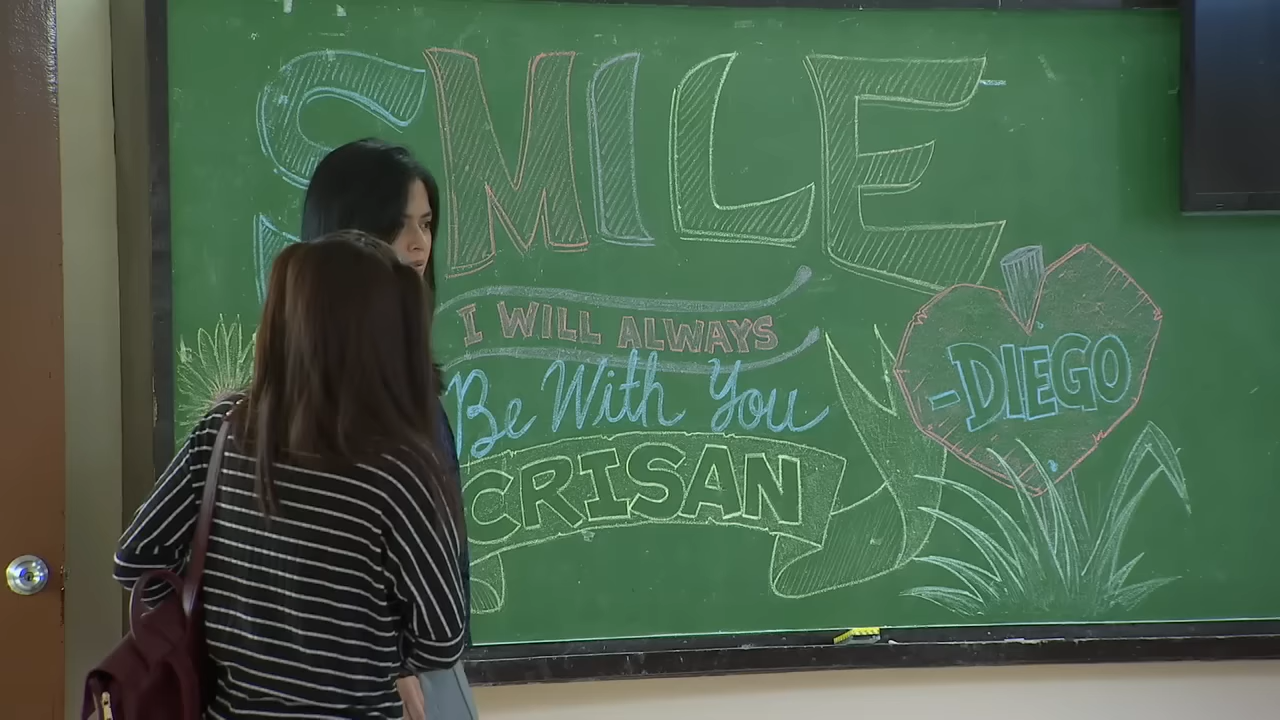 SMILE
I WILL ALWAYS
Be With You
CRISAN
-DIEGO